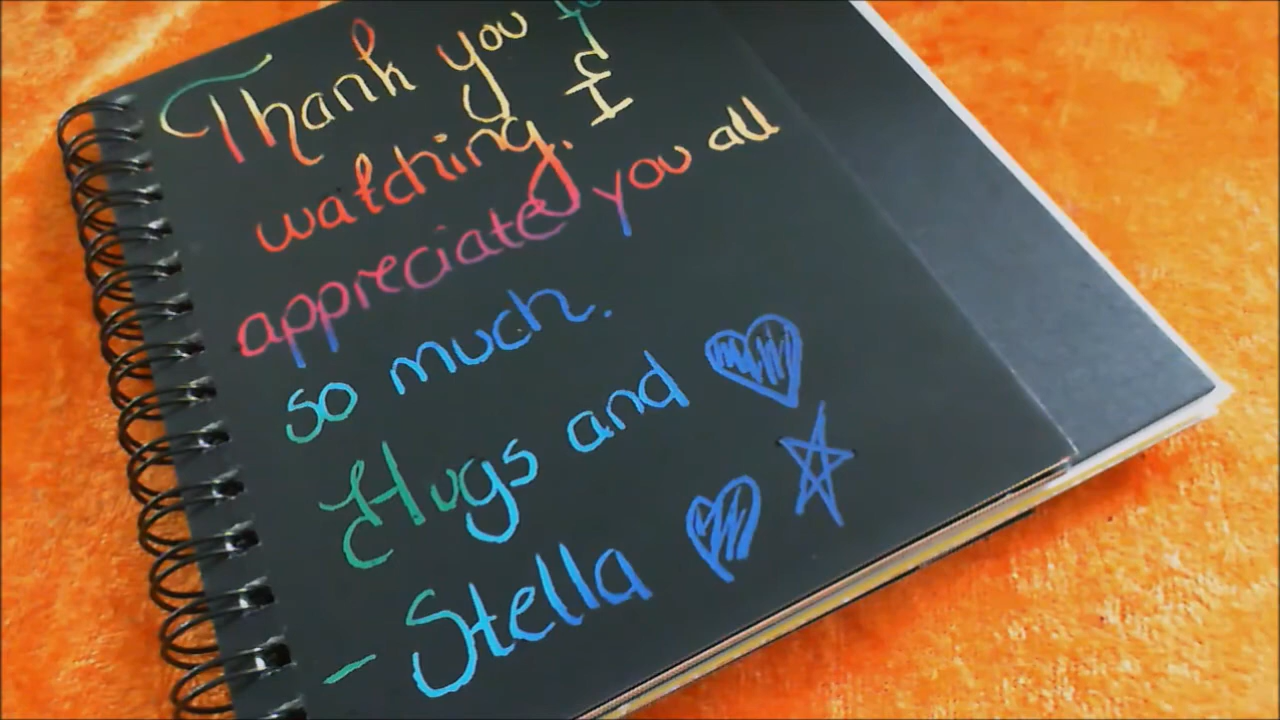 Thank you
watching. I
appreciate you all
so much.
Hugs and
- Stella